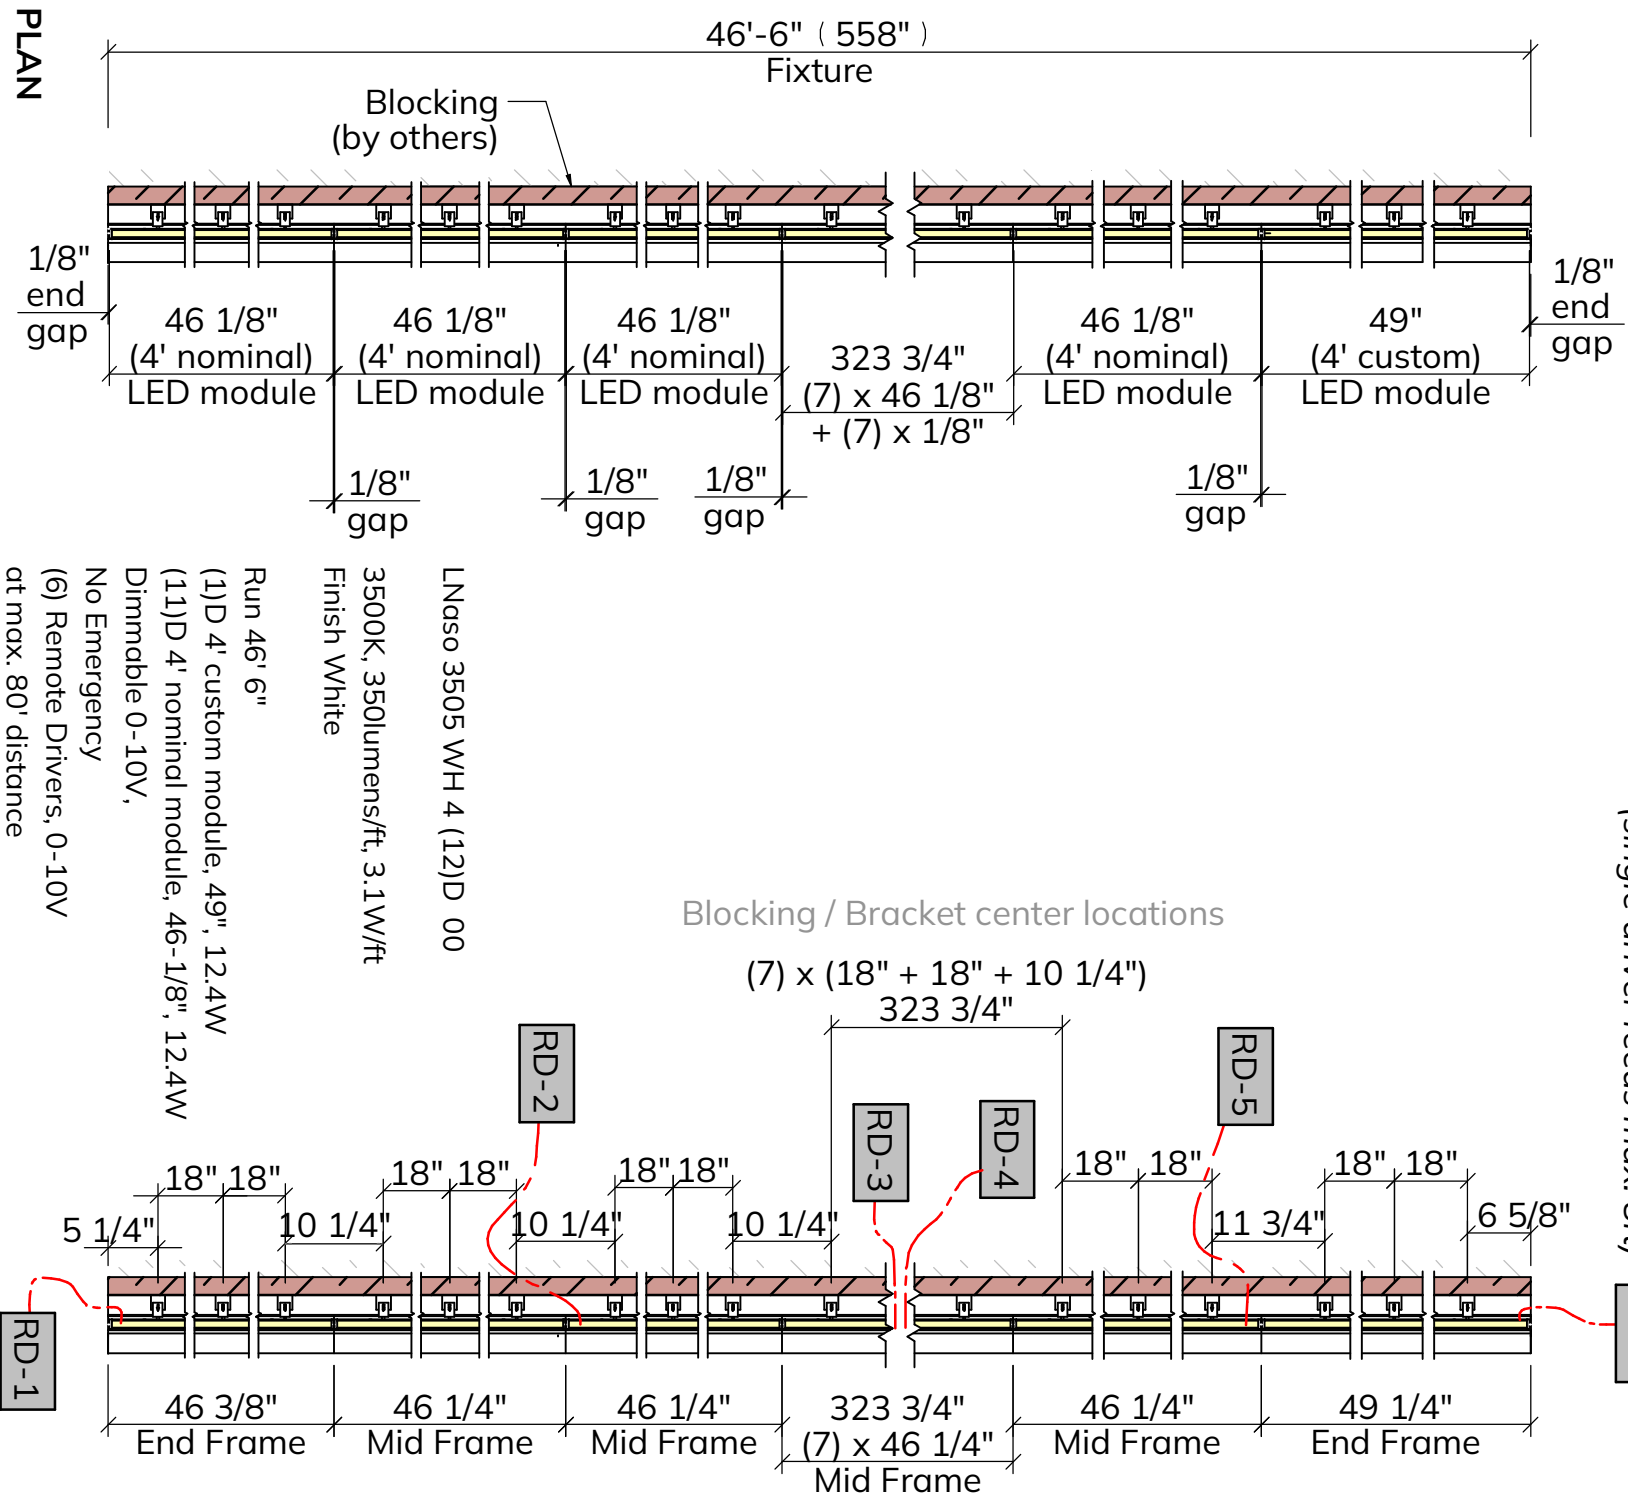 PLAN
46'-6" ( 558" )
Fixture
Blocking
(by others)
1/8"
end
gap
46 1/8"
(4' nominal)
LED module
46 1/8"
(4' nominal)
LED module
46 1/8"
(4' nominal)
LED module
323 3/4"
(7) x 46 1/8"
+ (7) x 1/8"
46 1/8"
(4' nominal)
LED module
49"
(4' custom)
LED module
1/8"
end
gap
1/8"
gap
1/8"
gap
1/8"
gap
1/8"
gap
LNaso 3505 WH 4 (12)D 00
3500K, 350lumens/ft, 3.1W/ft
Finish White
Run 46' 6"
(1)D 4' custom module, 49", 12.4W
(11)D 4' nominal module, 46-1/8", 12.4W
Dimmable 0-10V,
No Emergency
(6) Remote Drivers, 0-10V
at max. 80' distance
Blocking / Bracket center locations
(7) x (18" + 18" + 10 1/4")
323 3/4"
RD-2
RD-3
RD-4
RD-5
18" 18"
18" 18"
18" 18"
18" 18"
18" 18"
5 1/4"
10 1/4"
10 1/4"
10 1/4"
11 3/4"
6 5/8"
RD-1
46 3/8"
End Frame
46 1/4"
Mid Frame
46 1/4"
Mid Frame
323 3/4"
(7) x 46 1/4"
Mid Frame
46 1/4"
Mid Frame
49 1/4"
End Frame